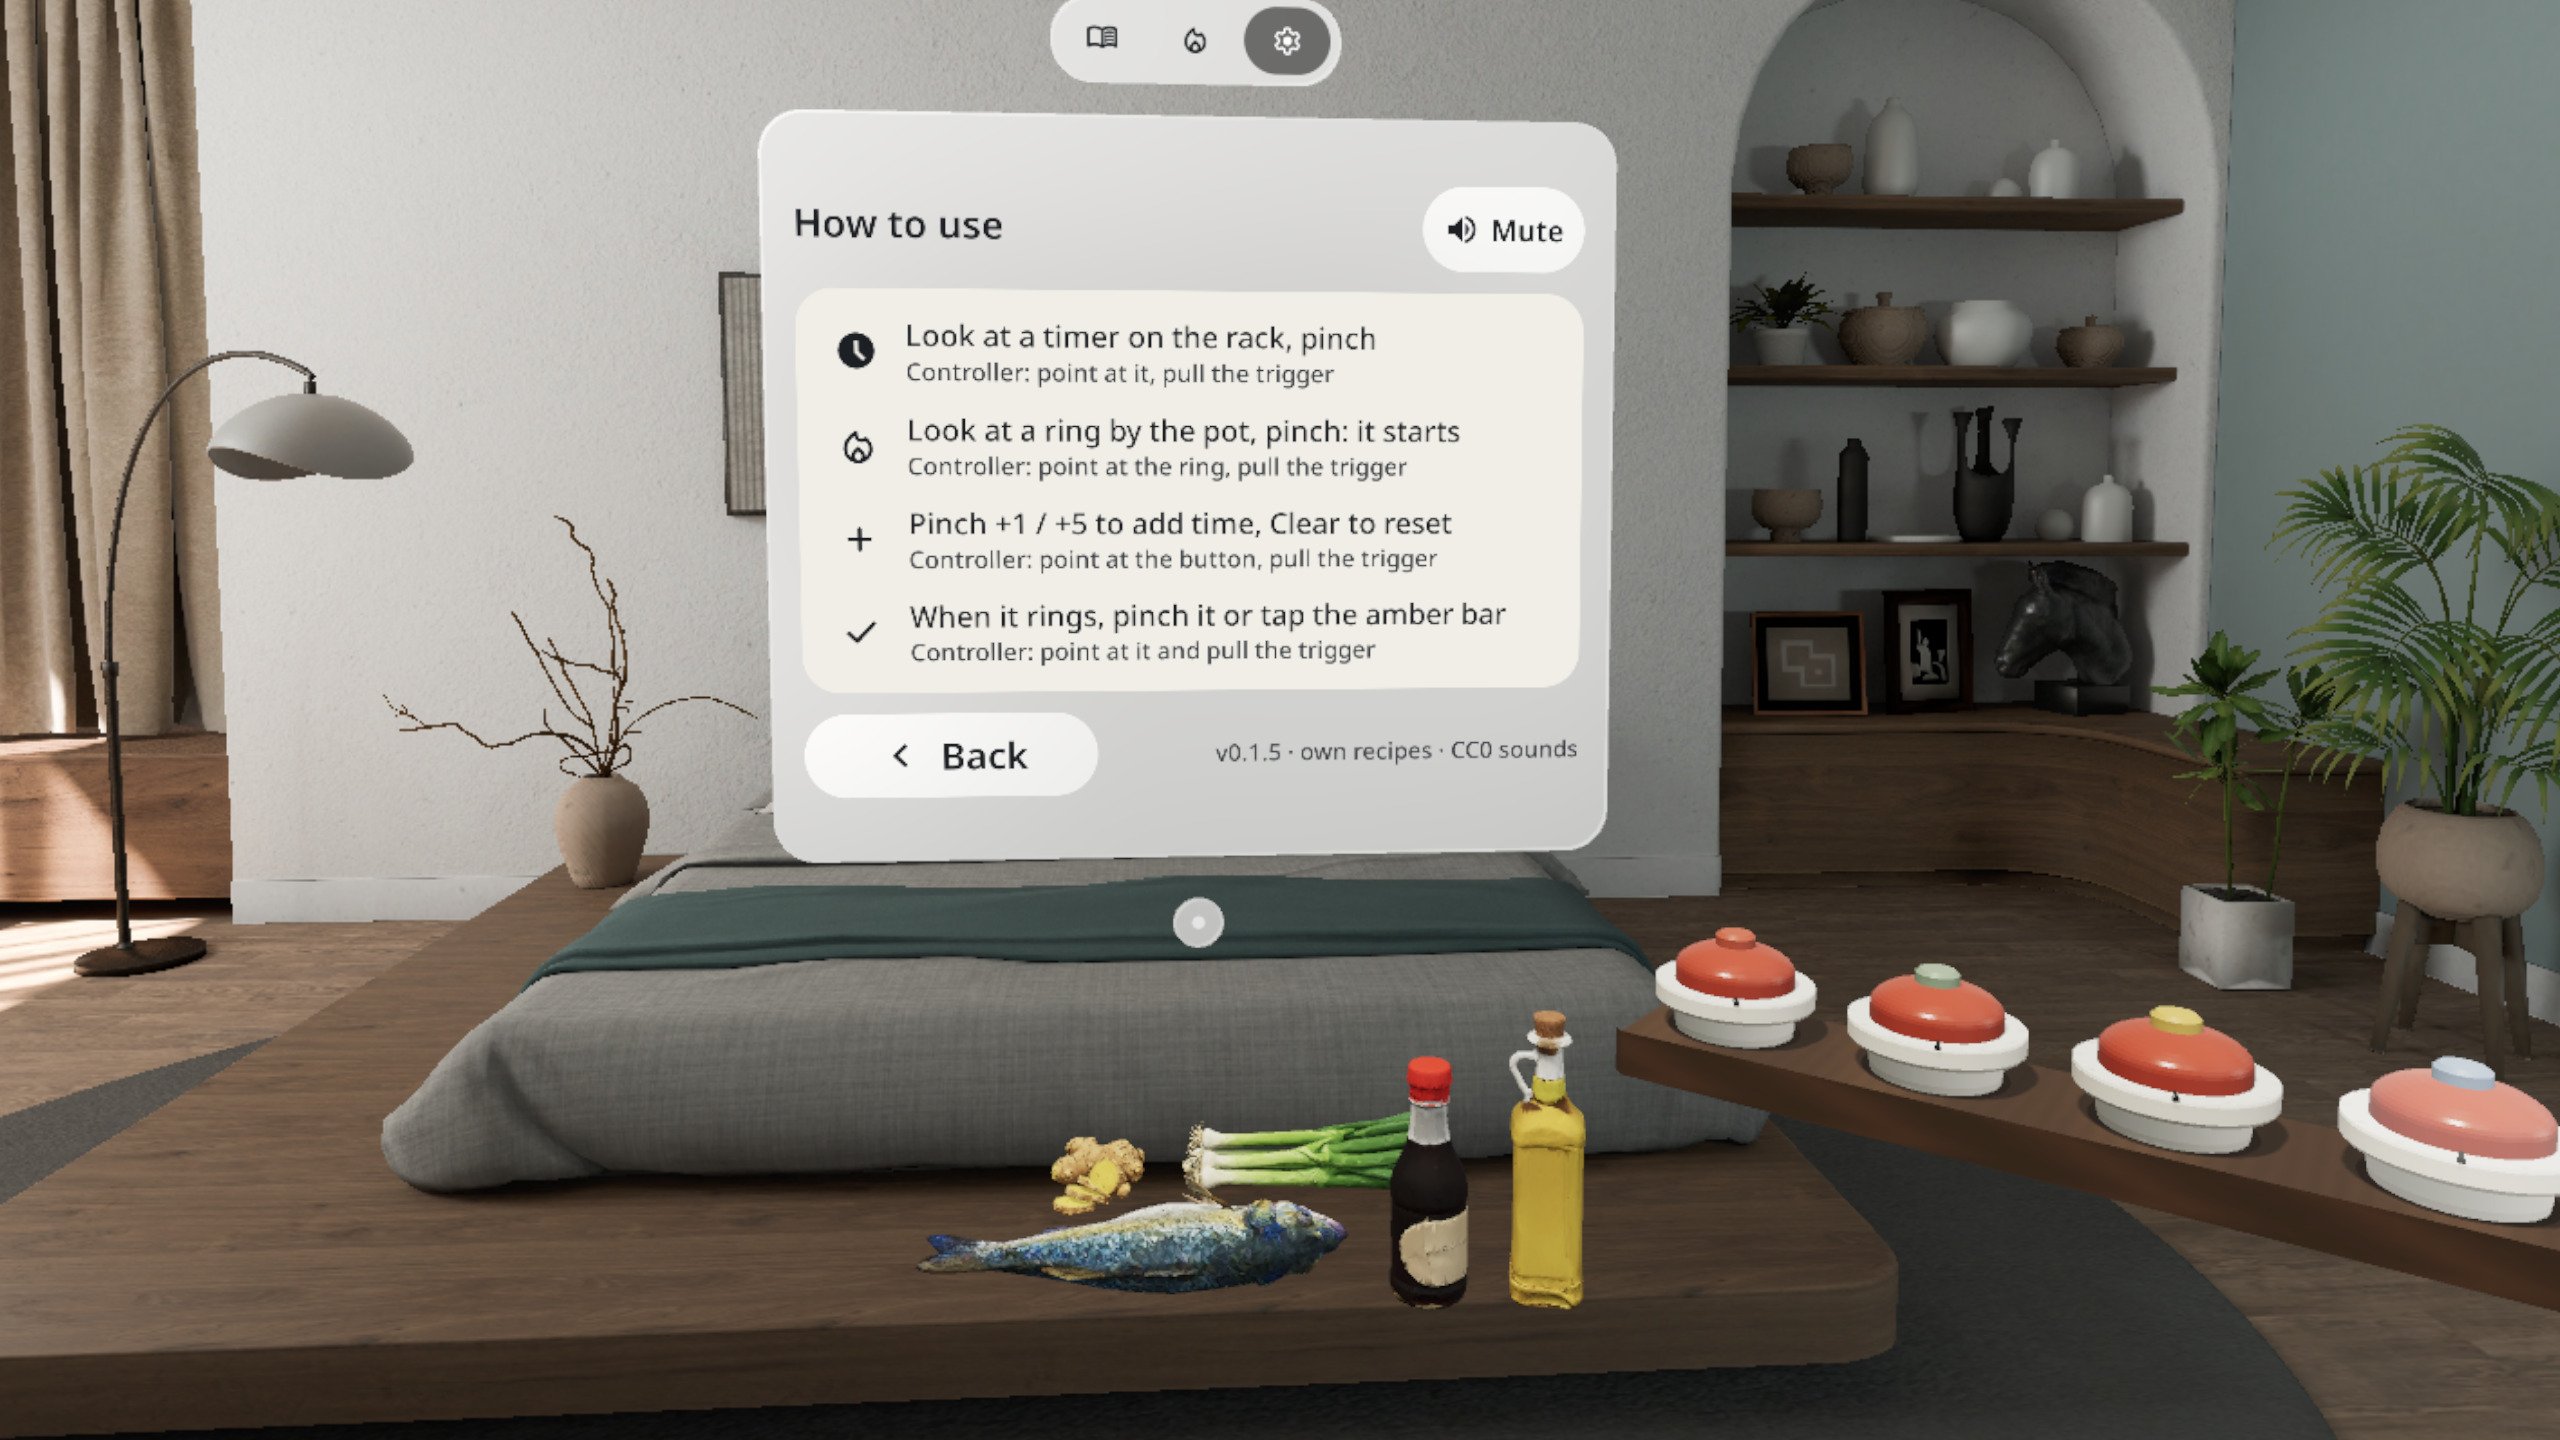 How to use
Mute
Look at a timer on the rack, pinch
Controller: point at it, pull the trigger
Look at a ring by the pot, pinch: it starts
Controller: point at the ring, pull the trigger
Pinch +1 / +5 to add time, Clear to reset
Controller: point at the button, pull the trigger
When it rings, pinch it or tap the amber bar
Controller: point at it and pull the trigger
Back
v0.1.5 · own recipes · CC0 sounds